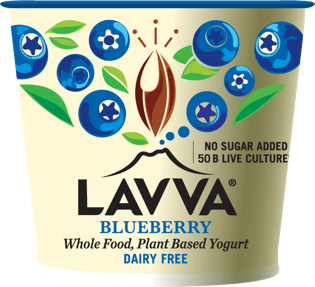 NO SUGAR ADDED
50 B LIVE CULTURE
LAVVA®
BLUEBERRY
Whole Food, Plant Based Yogurt
DAIRY FREE